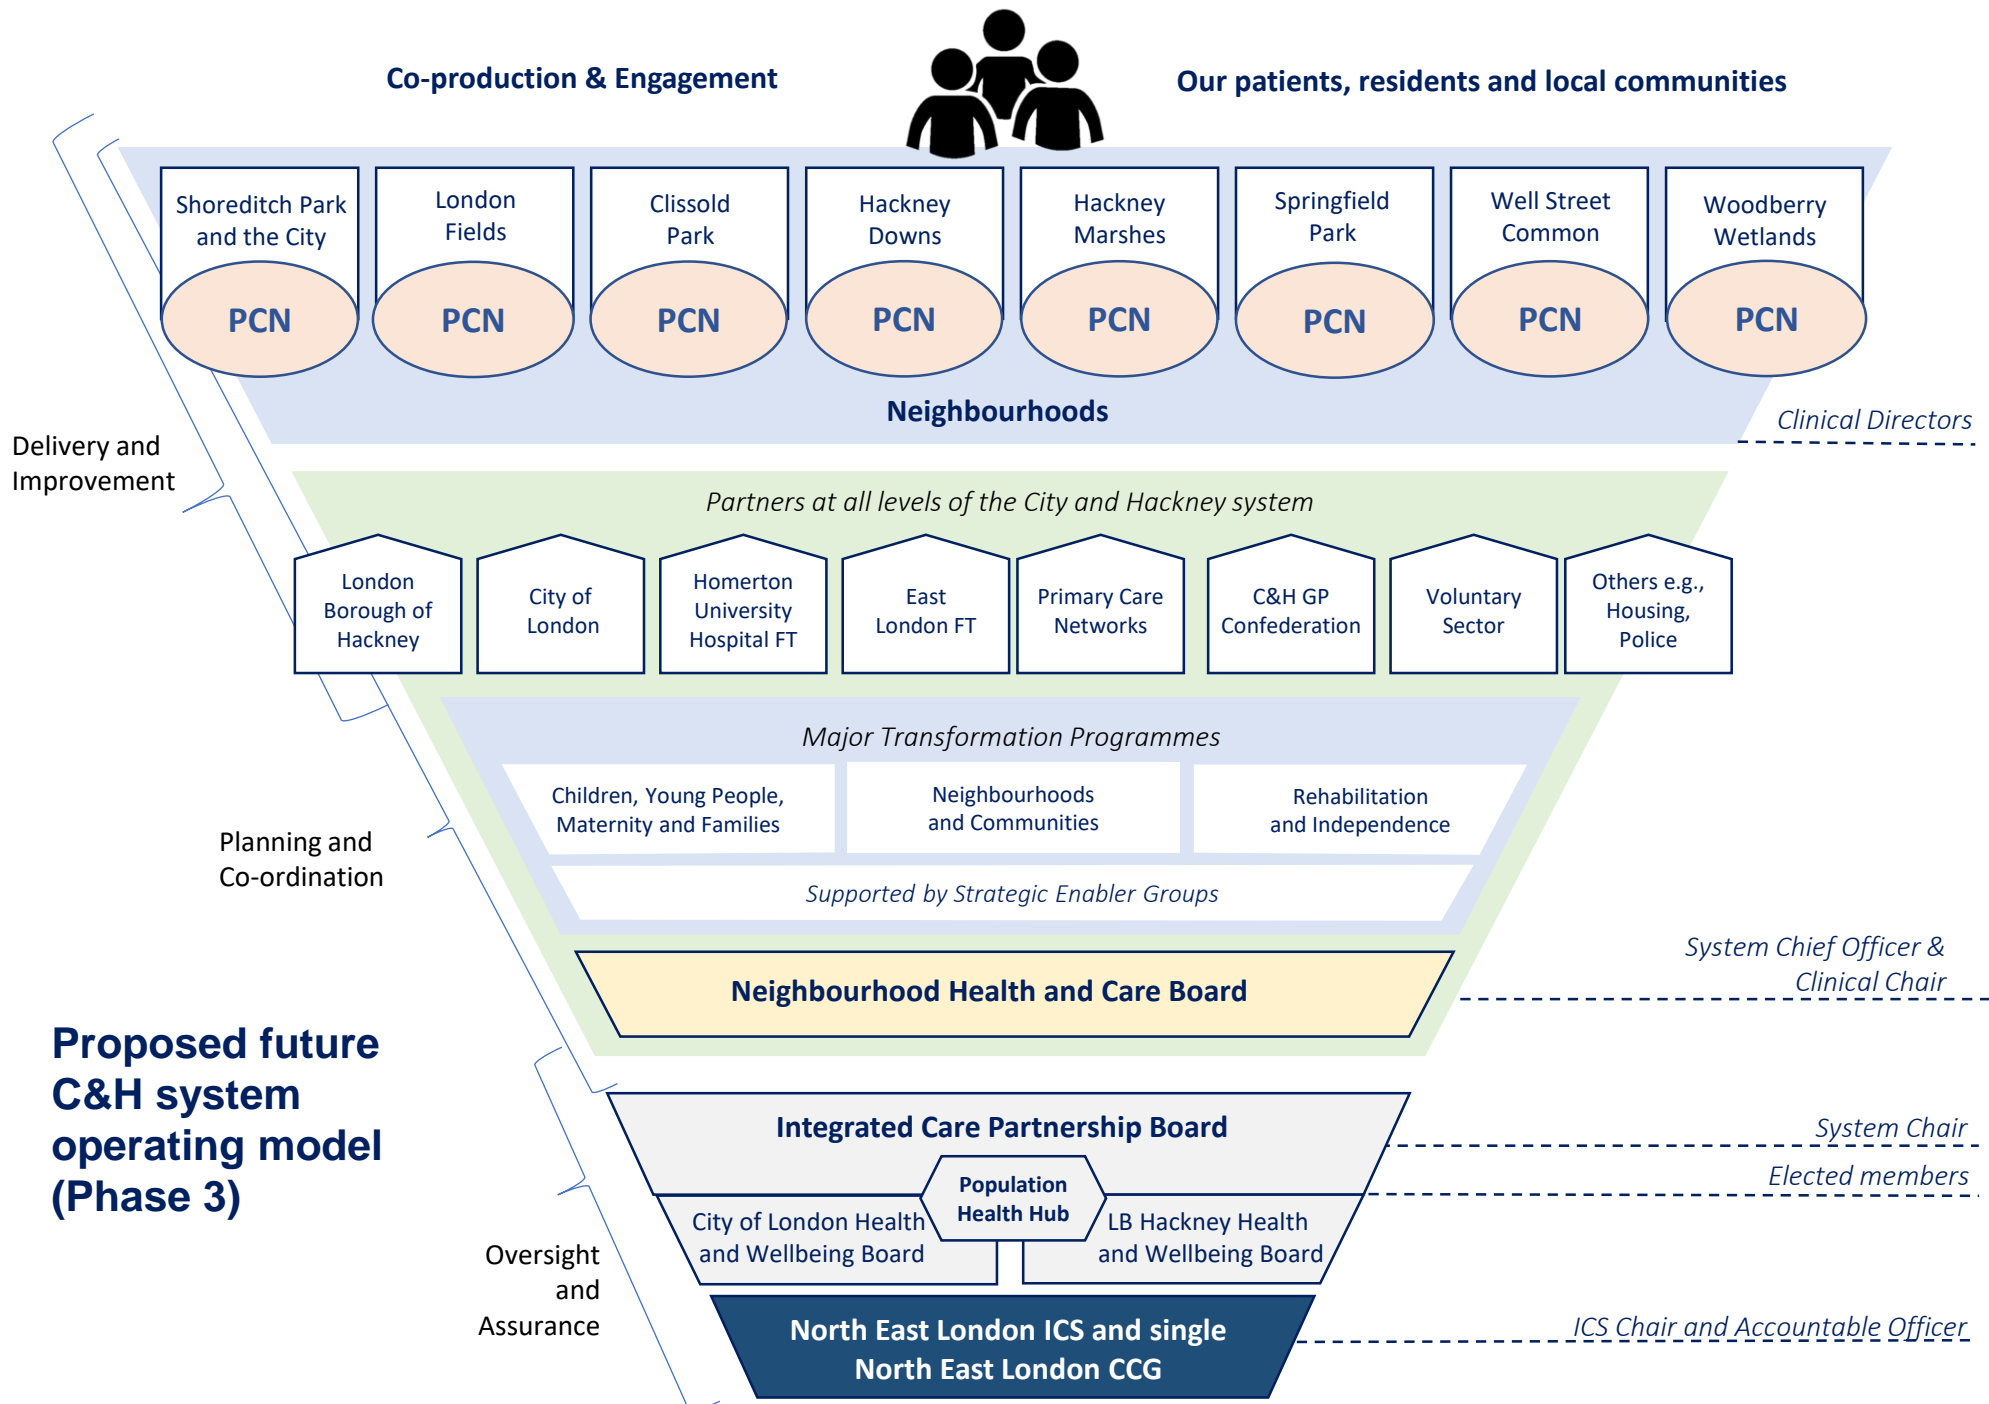 Co-production & Engagement
Our patients, residents and local communities
Shoreditch Park
and the City
PCN
London
Fields
PCN
Clissold
Park
PCN
Hackney
Downs
PCN
Hackney
Marshes
PCN
Springfield
Park
PCN
Well Street
Common
PCN
Woodberry
Wetlands
PCN
Neighbourhoods
Clinical Directors
Delivery and
Improvement
Partners at all levels of the City and Hackney system
London
Borough of
Hackney
City of
London
Homerton
University
Hospital FT
East
London FT
Primary Care
Networks
C&H GP
Confederation
Voluntary
Sector
Others e.g.,
Housing,
Police
Major Transformation Programmes
Children, Young People,
Maternity and Families
Neighbourhoods
and Communities
Rehabilitation
and Independence
Supported by Strategic Enabler Groups
Planning and
Co-ordination
Neighbourhood Health and Care Board
System Chief Officer &
Clinical Chair
Proposed future
C&H system
operating model
(Phase 3)
Integrated Care Partnership Board
System Chair
Elected members
Population
Health Hub
City of London Health
and Wellbeing Board
LB Hackney Health
and Wellbeing Board
Oversight
and
Assurance
North East London ICS and single
North East London CCG
ICS Chair and Accountable Officer